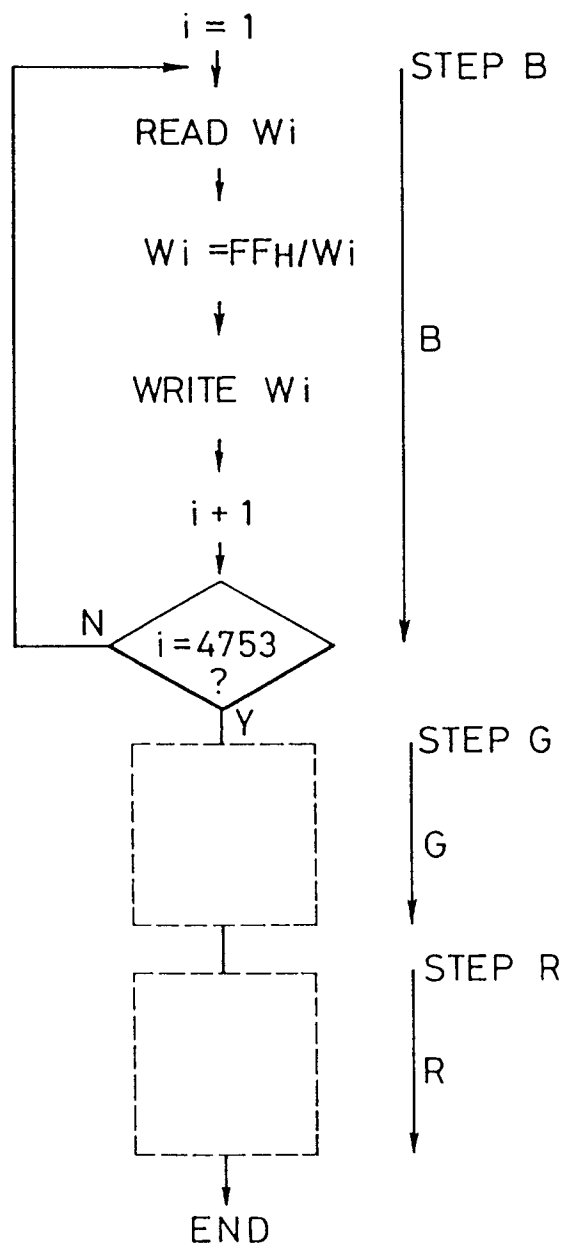 i = 1
STEP B
READ Wi
Wi =FFH/Wi
B
WRITE Wi
i + 1
N
i=4753
?
Y
STEP G
G
STEP R
R
END